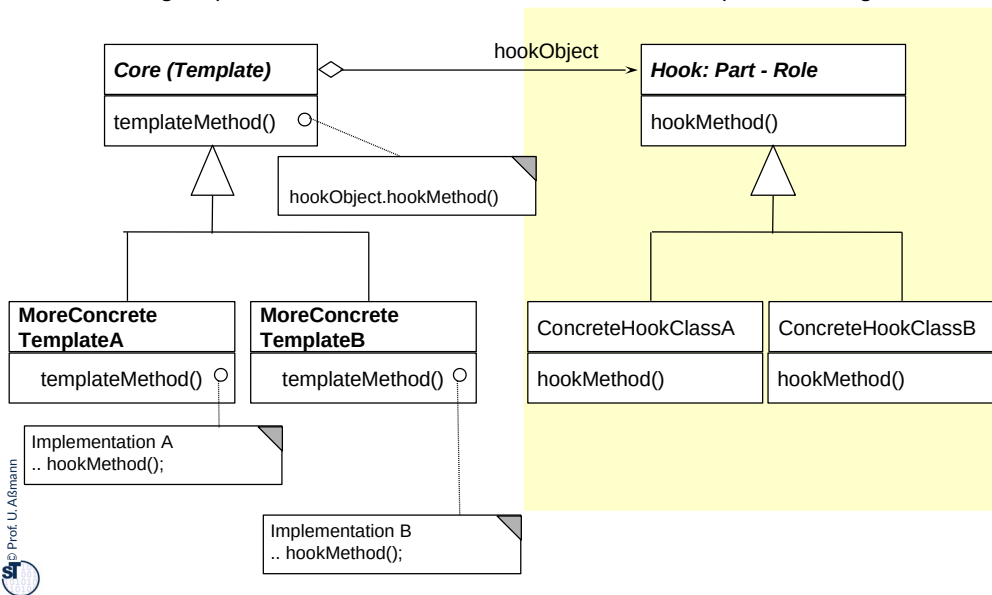 hookObject
Core (Template)
templateMethod()
Hook: Part - Role
hookMethod()
hookObject.hookMethod()
MoreConcrete
TemplateA
templateMethod()
MoreConcrete
TemplateB
templateMethod()
ConcreteHookClassA
hookMethod()
ConcreteHookClassB
hookMethod()
Implementation A
.. hookMethod();
Implementation B
.. hookMethod();
© Prof. U. Aßmann
ST